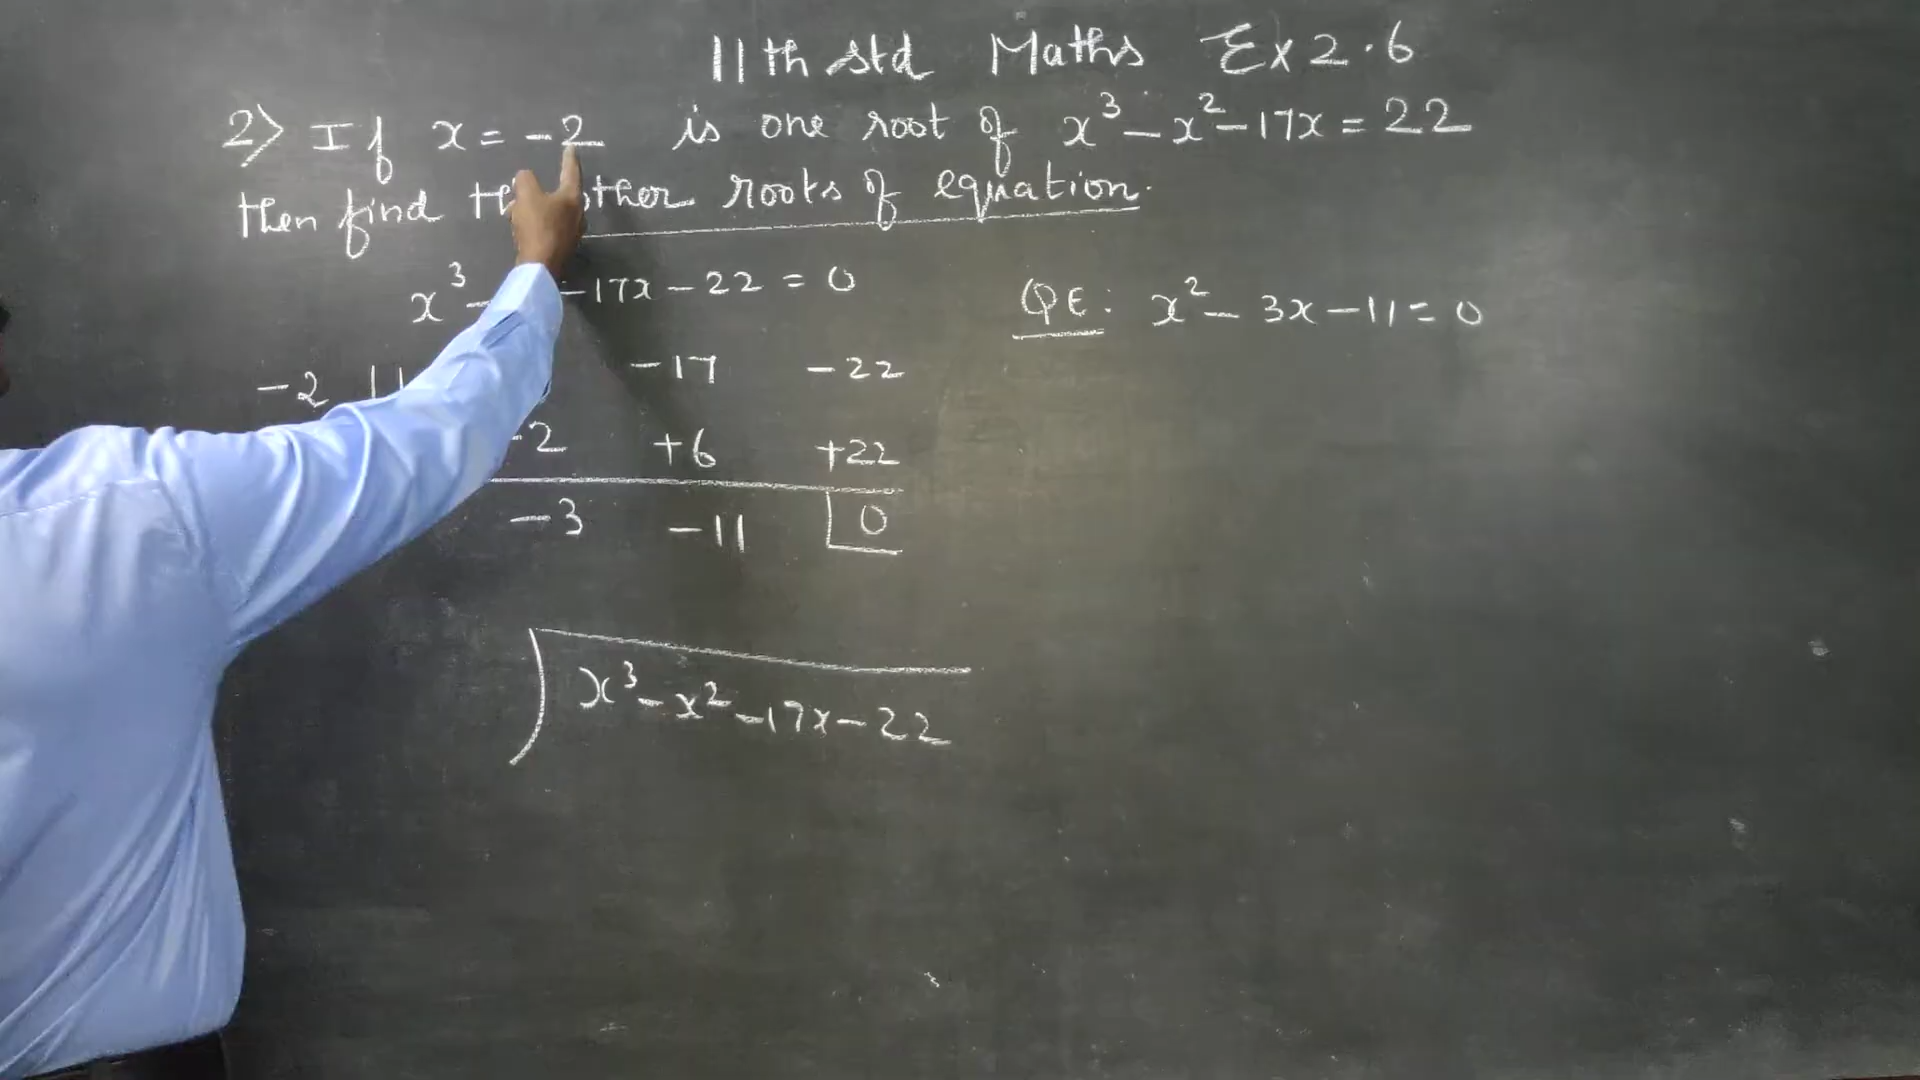 11th std Maths Ex 2.6
2) If x = -2 is one root of x³ - x² - 17x = 22
then find other roots of equation.
x³ - - 17x - 22 = 0
QE: x² - 3x - 11 = 0
-2 -17 -22
-2 +6 +22
-3 -11 0
x³ - x² - 17x - 22